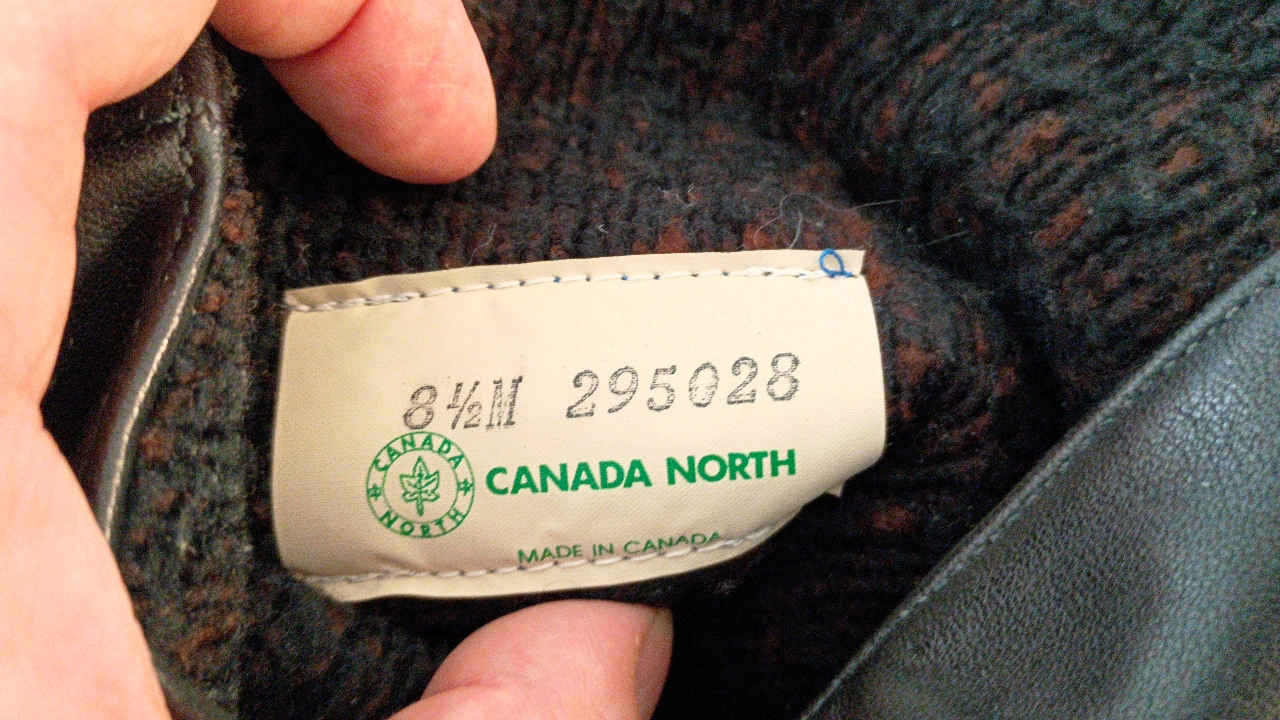 8½M 295028
CANADA
NORTH
CANADA NORTH
MADE IN CANADA